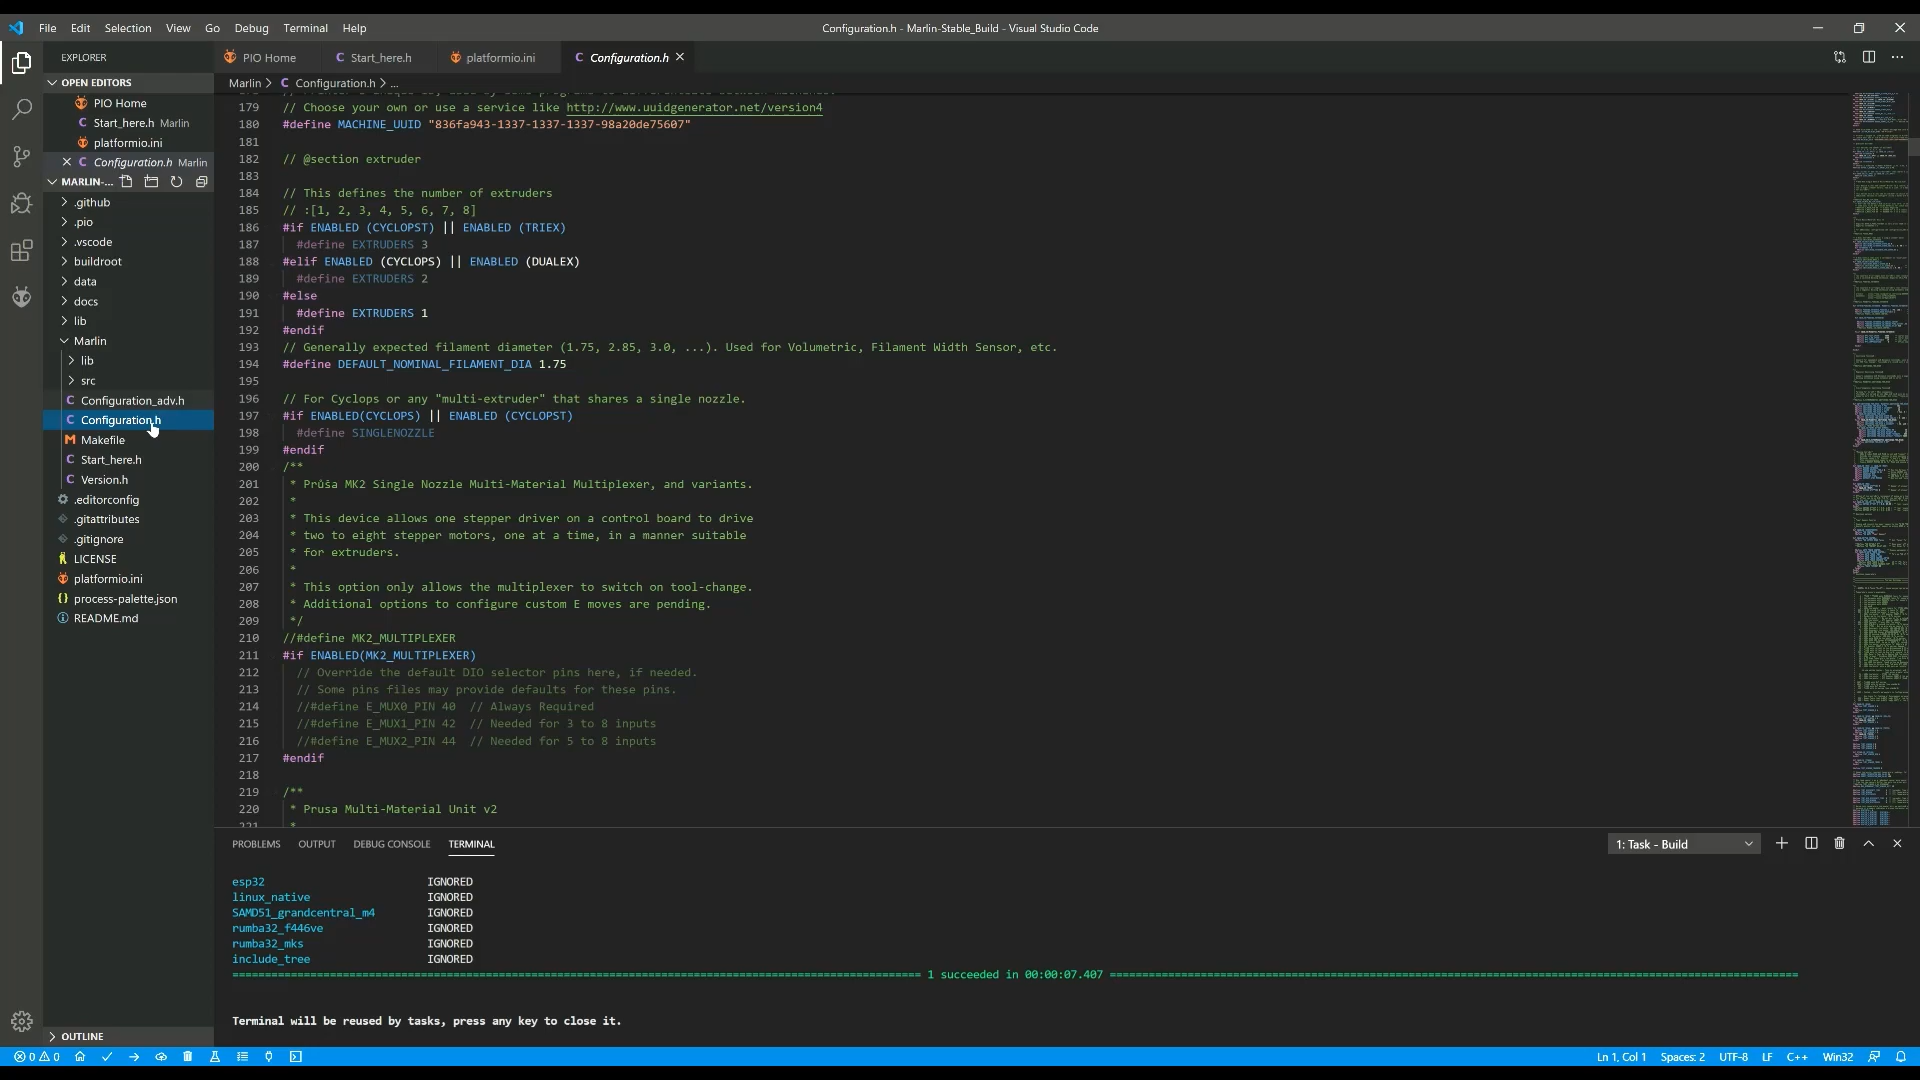 File Edit Selection View Go Debug Terminal Help
Configuration.h - Marlin-Stable_Build - Visual Studio Code
EXPLORER
OPEN EDITORS
PIO Home
Start_here.h Marlin
platformio.ini
Configuration.h Marlin
MARLIN-...
.github
.pio
.vscode
buildroot
data
docs
lib
Marlin
lib
src
Configuration_adv.h
Configuration.h
Makefile
Start_here.h
Version.h
.editorconfig
.gitattributes
.gitignore
LICENSE
platformio.ini
process-palette.json
README.md
OUTLINE
PIO Home
Start_here.h
platformio.ini
Configuration.h
Marlin > Configuration.h > ...
179 // Choose your own or use a service like http://www.uuidgenerator.net/version4
180 #define MACHINE_UUID "836fa943-1337-1337-1337-98a20de75607"
181
182 // @section extruder
183
184 // This defines the number of extruders
185 // :[1, 2, 3, 4, 5, 6, 7, 8]
186 #if ENABLED (CYCLOPST) || ENABLED (TRIEX)
187 #define EXTRUDERS 3
188 #elif ENABLED (CYCLOPS) || ENABLED (DUALEX)
189 #define EXTRUDERS 2
190 #else
191 #define EXTRUDERS 1
192 #endif
193 // Generally expected filament diameter (1.75, 2.85, 3.0, ...). Used for Volumetric, Filament Width Sensor, etc.
194 #define DEFAULT_NOMINAL_FILAMENT_DIA 1.75
195
196 // For Cyclops or any "multi-extruder" that shares a single nozzle.
197 #if ENABLED(CYCLOPS) || ENABLED (CYCLOPST)
198 #define SINGLENOZZLE
199 #endif
200 /**
201 * Průša MK2 Single Nozzle Multi-Material Multiplexer, and variants.
202 *
203 * This device allows one stepper driver on a control board to drive
204 * two to eight stepper motors, one at a time, in a manner suitable
205 * for extruders.
206 *
207 * This option only allows the multiplexer to switch on tool-change.
208 * Additional options to configure custom E moves are pending.
209 */
210 //#define MK2_MULTIPLEXER
211 #if ENABLED(MK2_MULTIPLEXER)
212 // Override the default DIO selector pins here, if needed.
213 // Some pins files may provide defaults for these pins.
214 //#define E_MUX0_PIN 40 // Always Required
215 //#define E_MUX1_PIN 42 // Needed for 3 to 8 inputs
216 //#define E_MUX2_PIN 44 // Needed for 5 to 8 inputs
217 #endif
218
219 /**
220 * Prusa Multi-Material Unit v2
221 *
PROBLEMS OUTPUT DEBUG CONSOLE TERMINAL
1: Task - Build
esp32 IGNORED
linux_native IGNORED
SAMD51_grandcentral_m4 IGNORED
rumba32_f446ve IGNORED
rumba32_mks IGNORED
include_tree IGNORED
1 succeeded in 00:00:07.407
Terminal will be reused by tasks, press any key to close it.
0 0
Ln 1, Col 1 Spaces: 2 UTF-8 LF C++ Win32